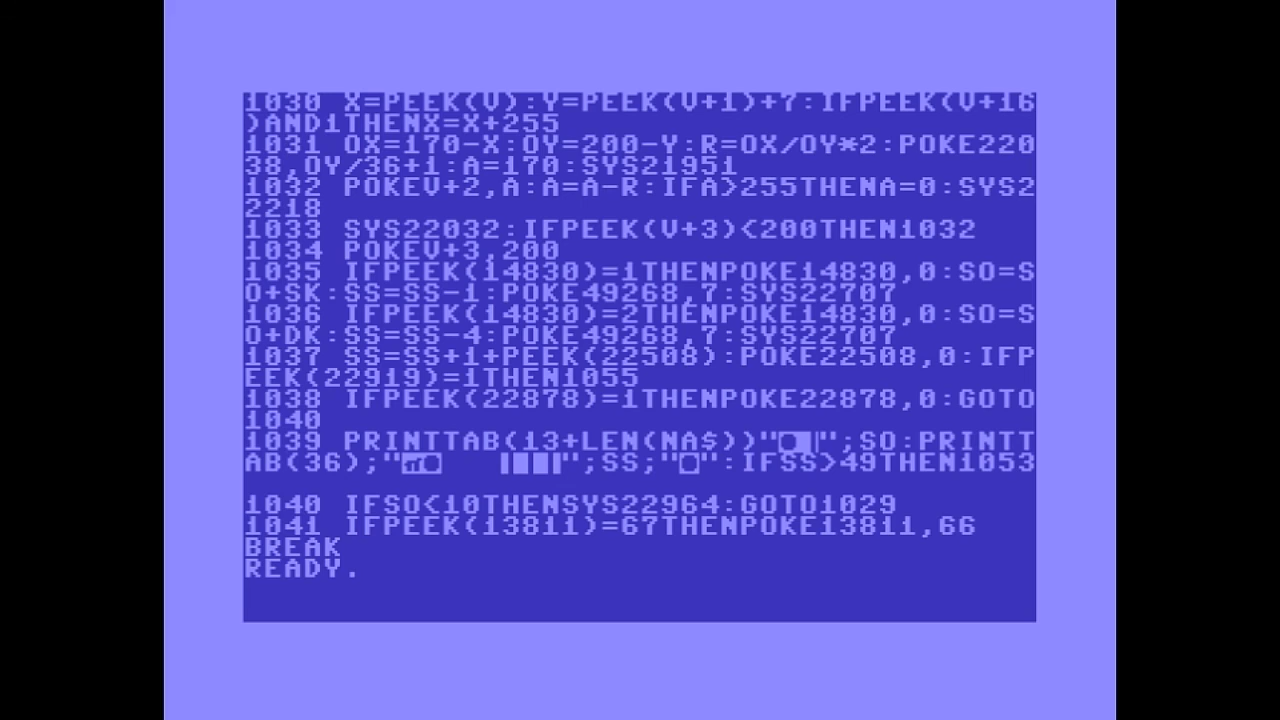 1030 X=PEEK(V):Y=PEEK(V+1)+7:IFPEEK(V+16
)AND1THENX=X+255
1031 OX=170-X:OY=200-Y:R=OX/OY*2:POKE220
38,OY/36+1:A=170:SYS21951
1032 POKEV+2,A:A=A-R:IFA>255THENA=0:SYS2
2218
1033 SYS22032:IFPEEK(V+3)<200THEN1032
1034 POKEV+3,200
1035 IFPEEK(14830)=1THENPOKE14830,0:SO=S
O+SK:SS=SS-1:POKE49268,7:SYS22707
1036 IFPEEK(14830)=2THENPOKE14830,0:SO=S
O+DK:SS=SS-4:POKE49268,7:SYS22707
1037 SS=SS+1+PEEK(22508):POKE22508,0:IFP
EEK(22919)=1THEN1055
1038 IFPEEK(22878)=1THENPOKE22878,0:GOTO
1040
1039 PRINTTAB(13+LEN(NA$))"";SO:PRINTT
AB(36);"";SS;"":IFSS>49THEN1053
1040 IFSO<10THENSYS22964:GOTO1029
1041 IFPEEK(13811)=67THENPOKE13811,66
BREAK
READY.